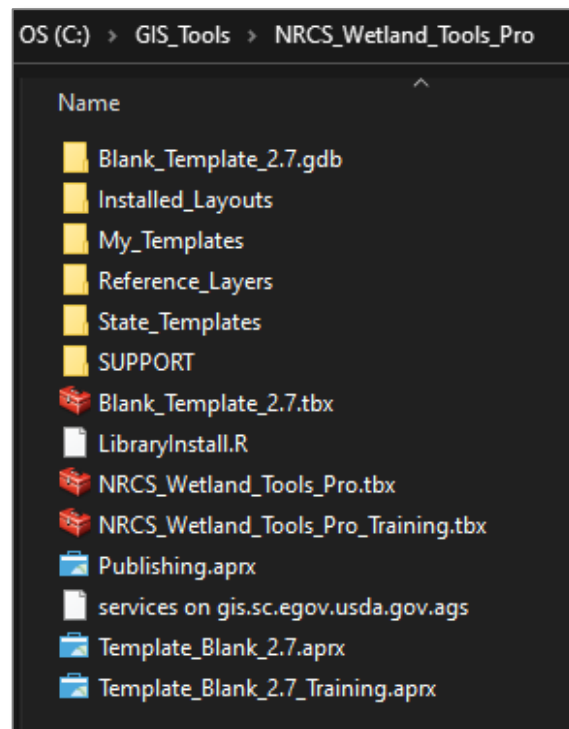 OS (C:) > GIS_Tools > NRCS_Wetland_Tools_Pro
Name
Blank_Template_2.7.gdb
Installed_Layouts
My_Templates
Reference_Layers
State_Templates
SUPPORT
Blank_Template_2.7.tbx
LibraryInstall.R
NRCS_Wetland_Tools_Pro.tbx
NRCS_Wetland_Tools_Pro_Training.tbx
Publishing.aprx
services on gis.sc.egov.usda.gov.ags
Template_Blank_2.7.aprx
Template_Blank_2.7_Training.aprx